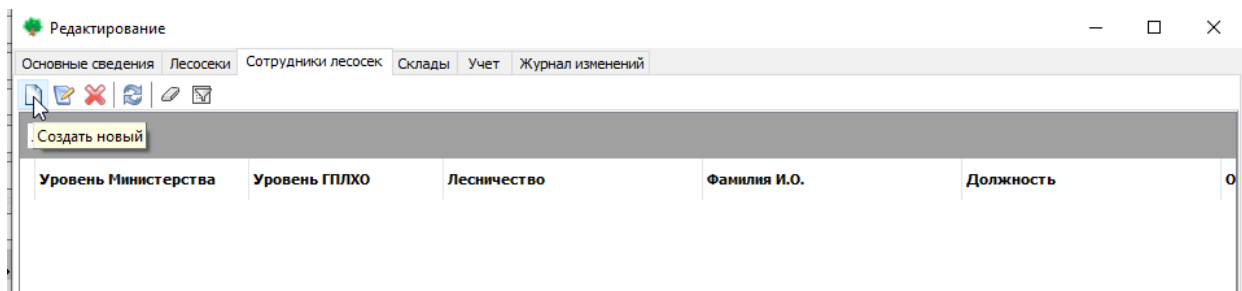 Редактирование
Основные сведения Лесосеки Сотрудники лесосек Склады Учет Журнал изменений
Создать новый
Уровень Министерства Уровень ГПЛХО Лесничество Фамилия И.О. Должность О